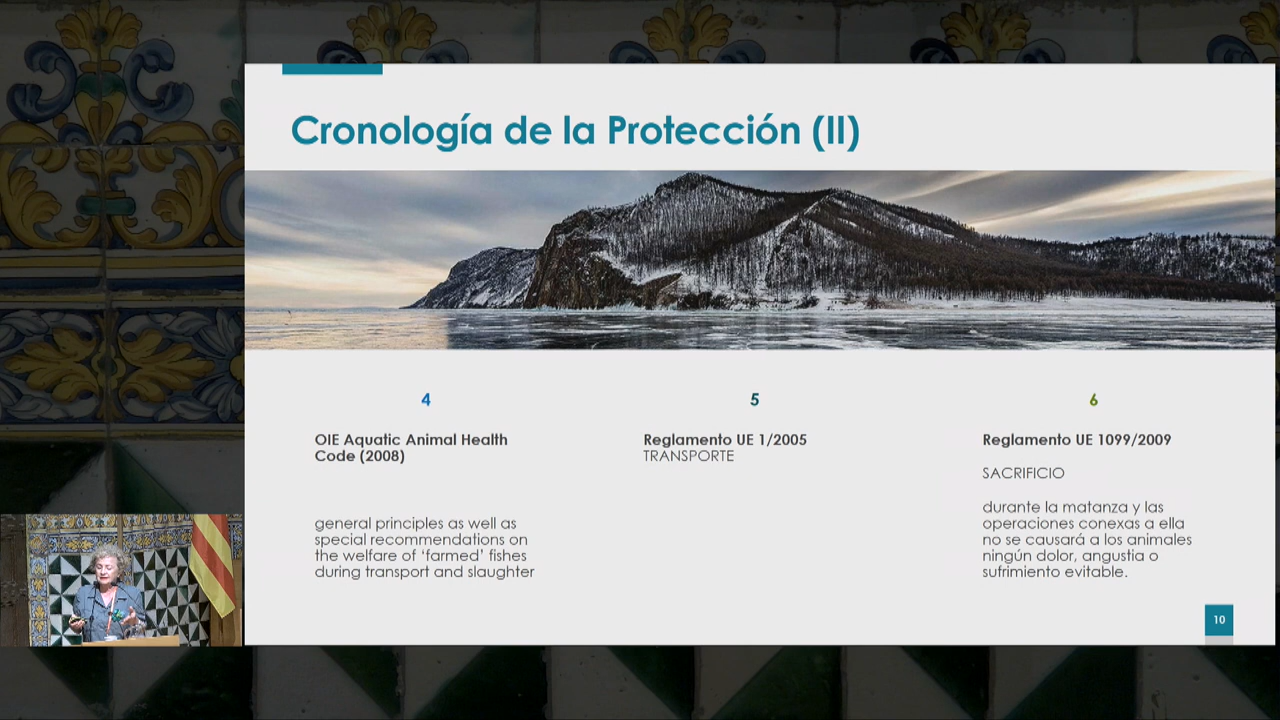 Cronología de la Protección (II)
4
OIE Aquatic Animal Health
Code (2008)
general principles as well as
special recommendations on
the welfare of ‘farmed’ fishes
during transport and slaughter
5
Reglamento UE 1/2005
TRANSPORTE
6
Reglamento UE 1099/2009
SACRIFICIO
durante la matanza y las
operaciones conexas a ella
no se causará a los animales
ningún dolor, angustia o
sufrimiento evitable.
10